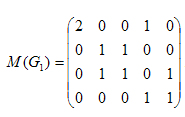 2 0 0 1 0
0 1 1 0 0
M(G₁) =
0 1 1 0 1
0 0 0 1 1